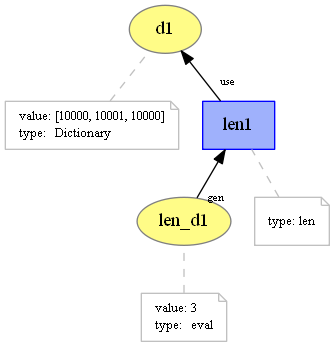 d1
use
value: [10000, 10001, 10000]
type: Dictionary
len1
gen
len_d1
type: len
value: 3
type: eval